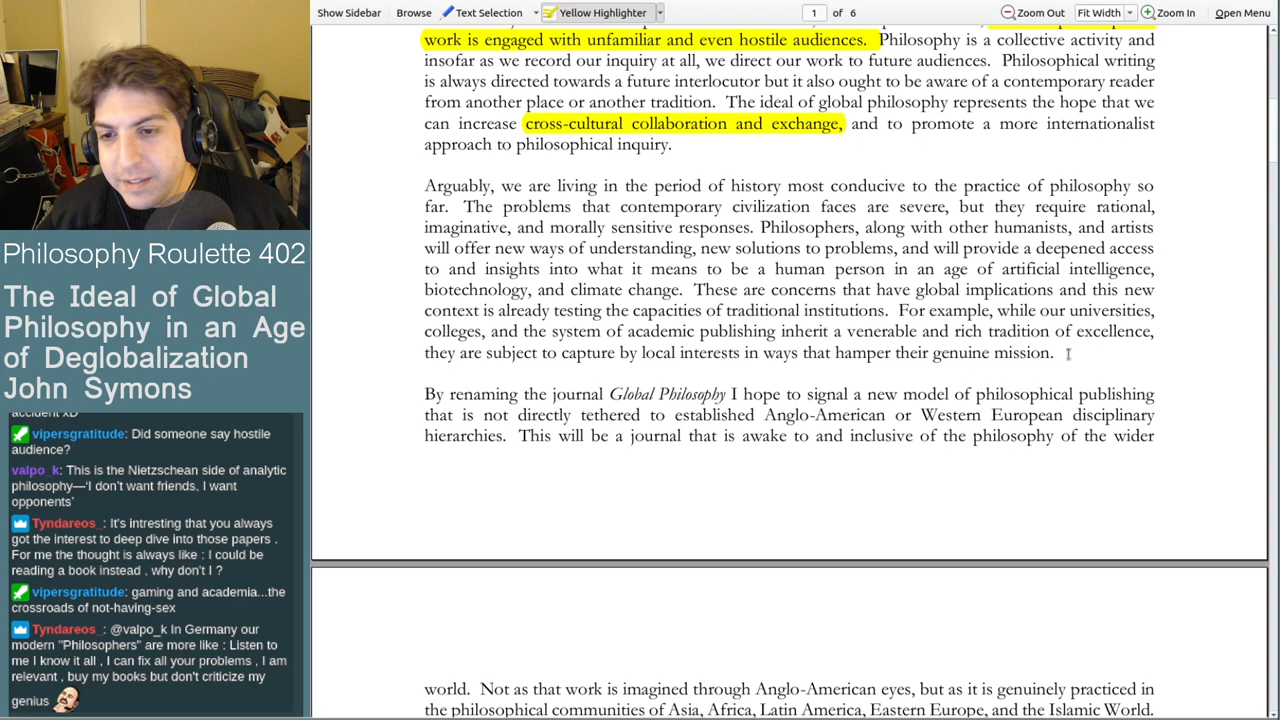 Show Sidebar Browse Text Selection Yellow Highlighter 1 of 6 Zoom Out Fit Width Zoom In Open Menu
work is engaged with unfamiliar and even hostile audiences. Philosophy is a collective activity and
insofar as we record our inquiry at all, we direct our work to future audiences. Philosophical writing
is always directed towards a future interlocutor but it also ought to be aware of a contemporary reader
from another place or another tradition. The ideal of global philosophy represents the hope that we
can increase cross-cultural collaboration and exchange, and to promote a more internationalist
approach to philosophical inquiry.
Arguably, we are living in the period of history most conducive to the practice of philosophy so
far. The problems that contemporary civilization faces are severe, but they require rational,
imaginative, and morally sensitive responses. Philosophers, along with other humanists, and artists
will offer new ways of understanding, new solutions to problems, and will provide a deepened access
to and insights into what it means to be a human person in an age of artificial intelligence,
biotechnology, and climate change. These are concerns that have global implications and this new
context is already testing the capacities of traditional institutions. For example, while our universities,
colleges, and the system of academic publishing inherit a venerable and rich tradition of excellence,
they are subject to capture by local interests in ways that hamper their genuine mission.
By renaming the journal Global Philosophy I hope to signal a new model of philosophical publishing
that is not directly tethered to established Anglo-American or Western European disciplinary
hierarchies. This will be a journal that is awake to and inclusive of the philosophy of the wider
world. Not as that work is imagined through Anglo-American eyes, but as it is genuinely practiced in
the philosophical communities of Asia, Africa, Latin America, Eastern Europe, and the Islamic World.
Philosophy Roulette 402
The Ideal of Global
Philosophy in an Age
of Deglobalization
John Symons
accident xD
vipersgratitude: Did someone say hostile
audience?
valpo_k: This is the Nietzschean side of analytic
philosophy—‘I don’t want friends, I want
opponents’
Tyndareos_: It's intresting that you always
got the interest to deep dive into those papers .
For me the thought is always like : I could be
reading a book instead , why don't I ?
vipersgratitude: gaming and academia...the
crossroads of not-having-sex
Tyndareos_: @valpo_k In Germany our
modern "Philosophers" are more like : Listen to
me I know it all , I can fix all your problems , I am
relevant , buy my books but don't criticize my
genius